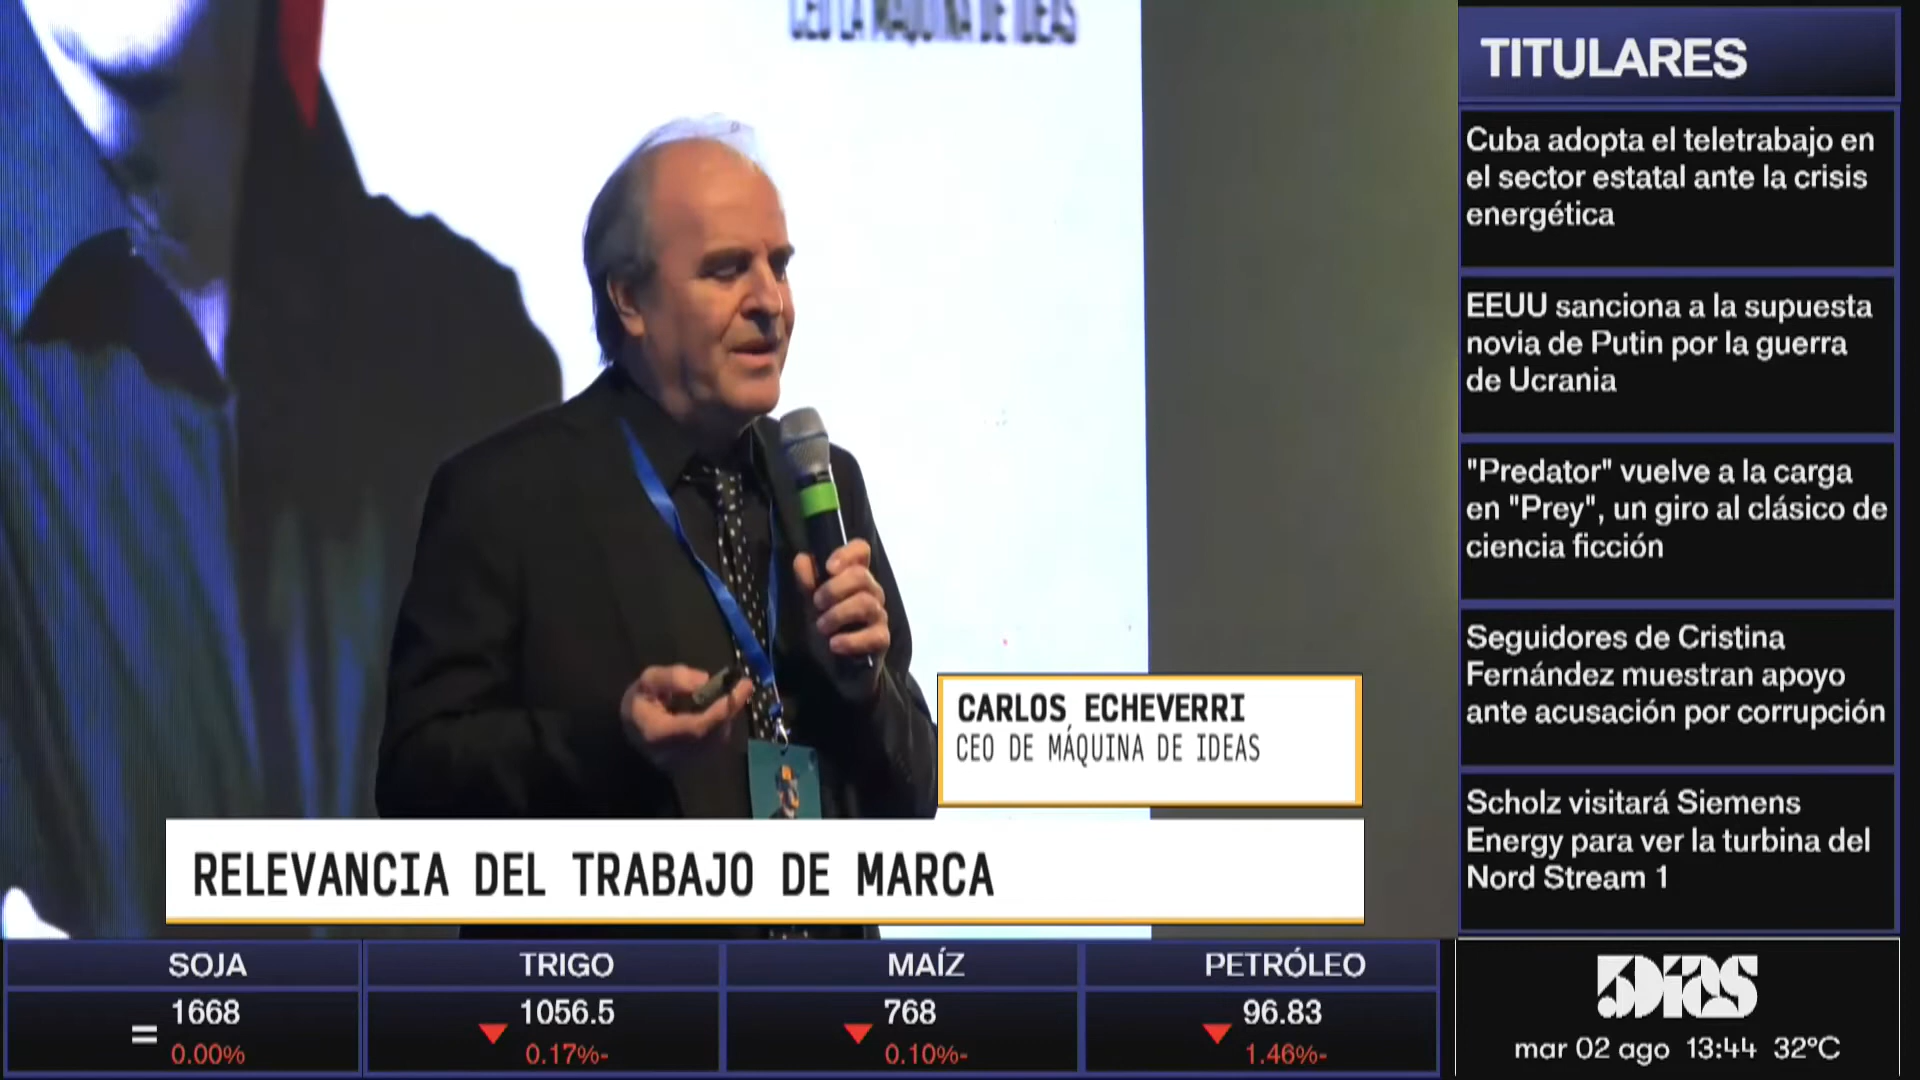 CEO LA MÁQUINA DE IDEAS
CARLOS ECHEVERRI
CEO DE MÁQUINA DE IDEAS
RELEVANCIA DEL TRABAJO DE MARCA
TITULARES
Cuba adopta el teletrabajo en
el sector estatal ante la crisis
energética
EEUU sanciona a la supuesta
novia de Putin por la guerra
de Ucrania
"Predator" vuelve a la carga
en "Prey", un giro al clásico de
ciencia ficción
Seguidores de Cristina
Fernández muestran apoyo
ante acusación por corrupción
Scholz visitará Siemens
Energy para ver la turbina del
Nord Stream 1
SOJA
1668
= 0.00%
TRIGO
1056.5
0.17%-
MAÍZ
768
0.10%-
PETRÓLEO
96.83
1.46%-
5Días
mar 02 ago 13:44 32°C